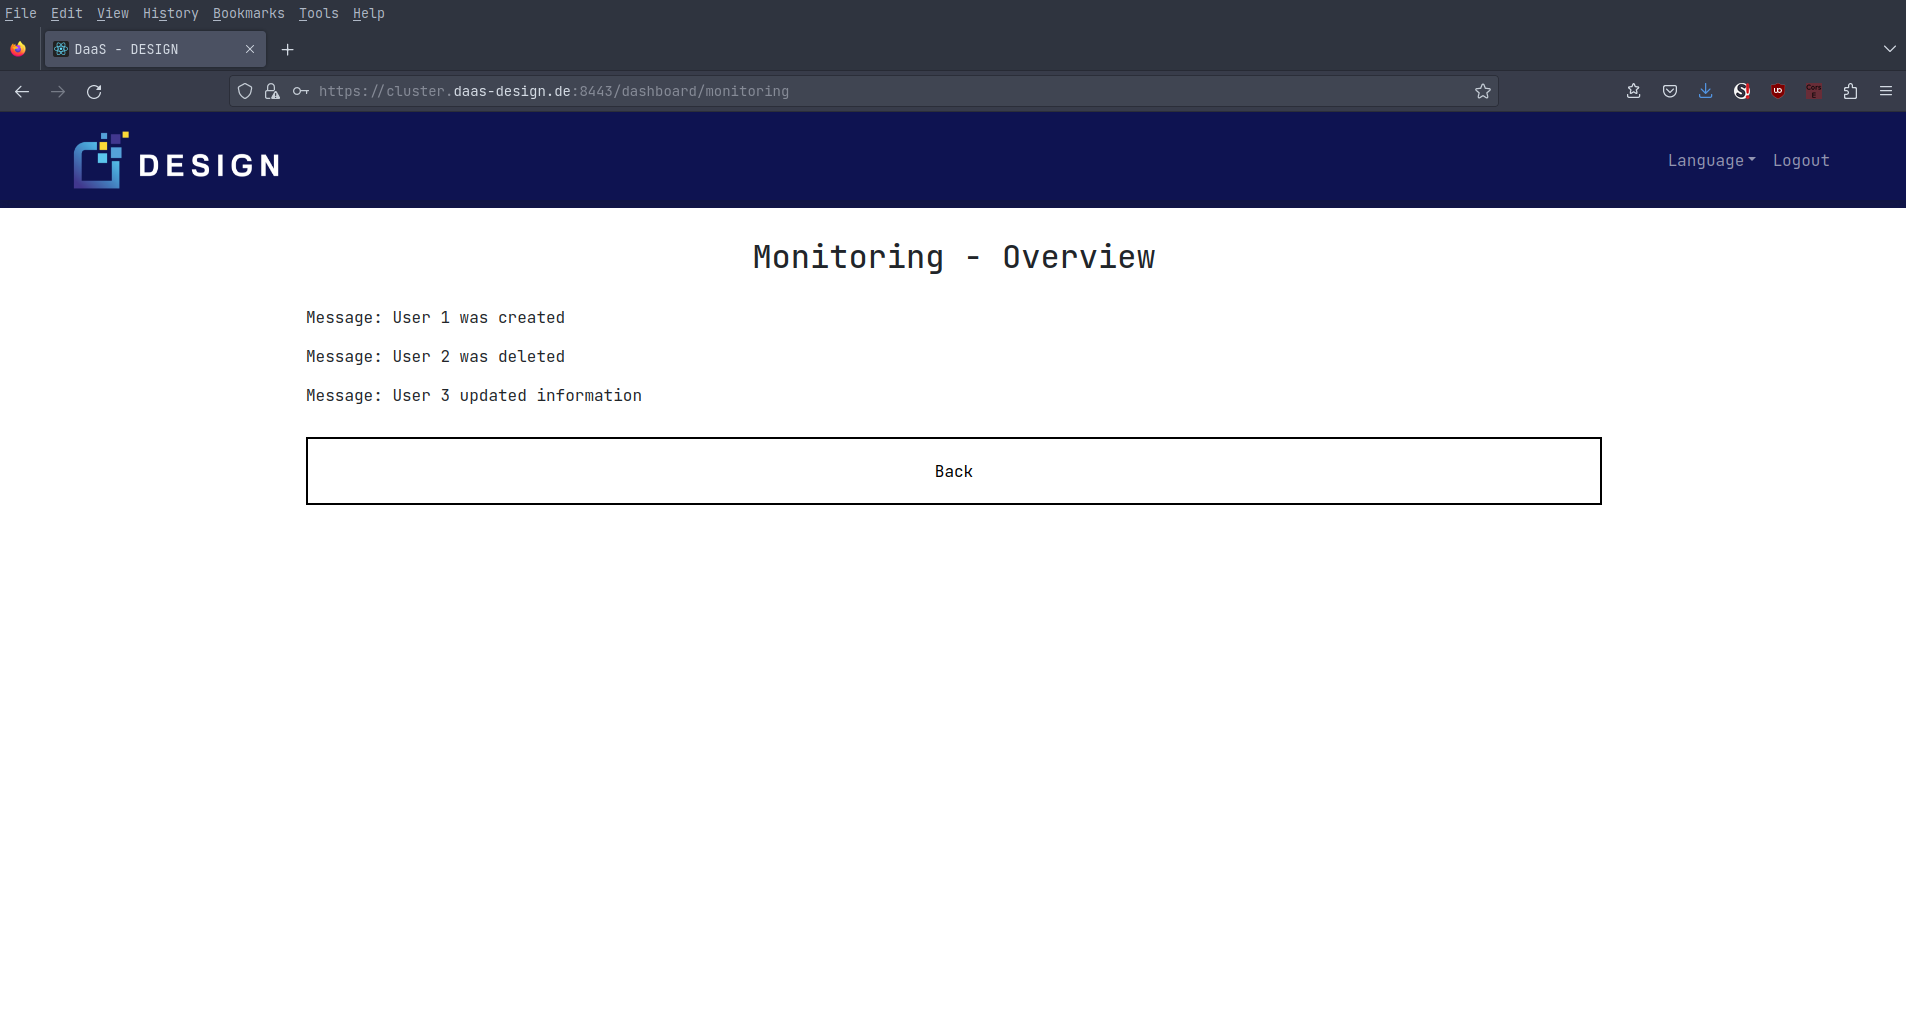 File Edit View History Bookmarks Tools Help
DaaS - DESIGN
https://cluster.daas-design.de:8443/dashboard/monitoring
DESIGN
Language Logout
Monitoring - Overview
Message: User 1 was created
Message: User 2 was deleted
Message: User 3 updated information
Back